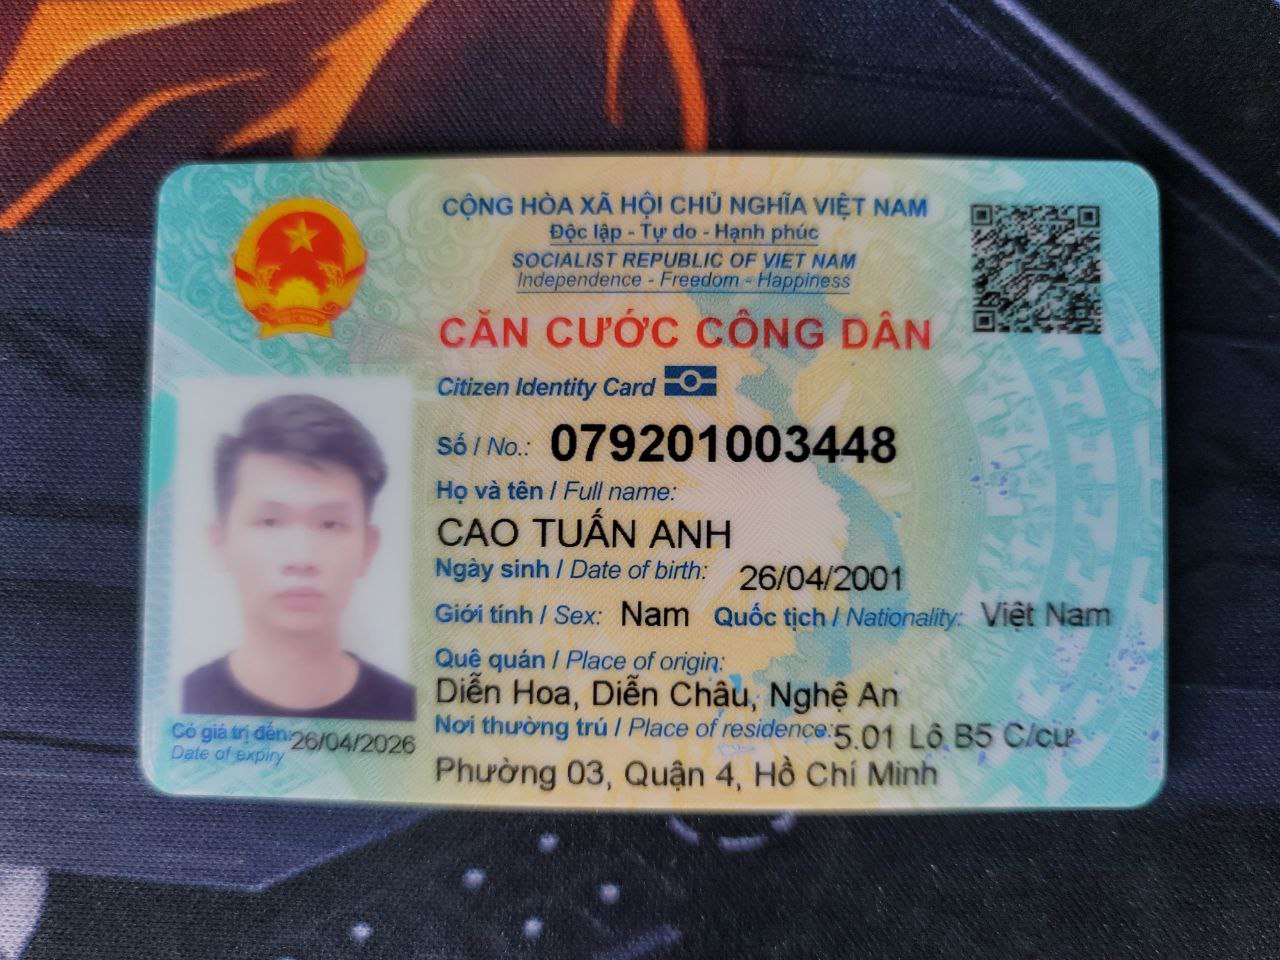 CỘNG HÒA XÃ HỘI CHỦ NGHĨA VIỆT NAM
Độc lập - Tự do - Hạnh phúc
SOCIALIST REPUBLIC OF VIET NAM
Independence - Freedom - Happiness
CĂN CƯỚC CÔNG DÂN
Citizen Identity Card
Số / No.: 079201003448
Họ và tên / Full name:
CAO TUẤN ANH
Ngày sinh / Date of birth: 26/04/2001
Giới tính / Sex: Nam Quốc tịch / Nationality: Việt Nam
Quê quán / Place of origin:
Diễn Hoa, Diễn Châu, Nghệ An
Nơi thường trú / Place of residence: 5.01 Lô B5 C/cư
Phường 03, Quận 4, Hồ Chí Minh
Có giá trị đến: 26/04/2026
Date of expiry